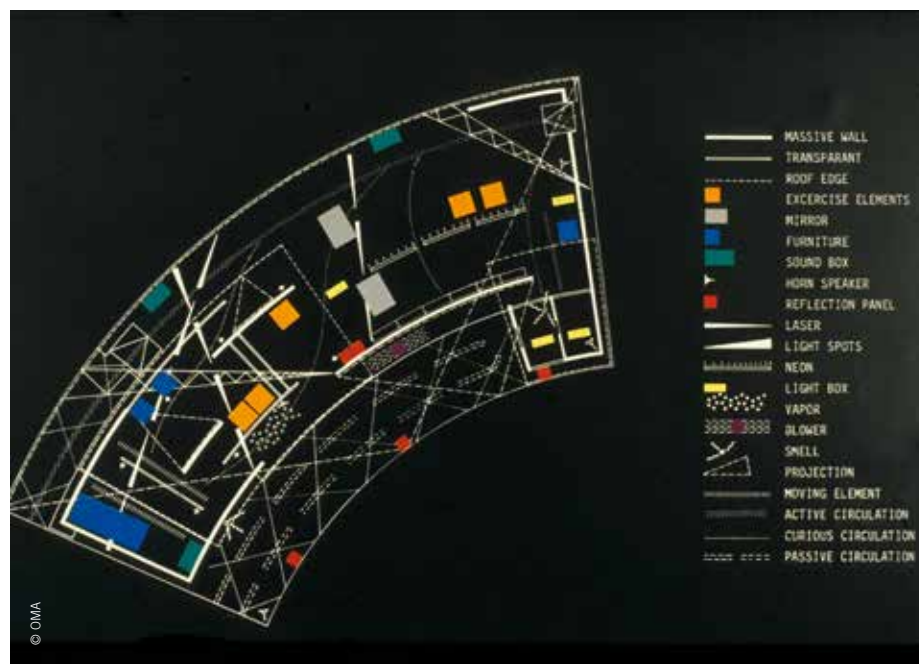 MASSIVE WALL
TRANSPARANT
ROOF EDGE
EXCERCISE ELEMENTS
MIRROR
FURNITURE
SOUND BOX
HORN SPEAKER
REFLECTION PANEL
LASER
LIGHT SPOTS
NEON
LIGHT BOX
VAPOR
BLOWER
SMELL
PROJECTION
MOVING ELEMENT
ACTIVE CIRCULATION
CURIOUS CIRCULATION
PASSIVE CIRCULATION
© OMA